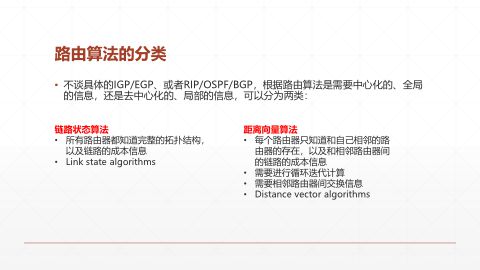 路由算法的分类
• 不谈具体的IGP/EGP、或者RIP/OSPF/BGP，根据路由算法是需要中心化的、全局
的信息，还是去中心化的、局部的信息，可以分为两类：
链路状态算法
• 所有路由器都知道完整的拓扑结构，
以及链路的成本信息
• Link state algorithms
距离向量算法
• 每个路由器只知道和自己相邻的路
由器的存在，以及和相邻路由器间
的链路的成本信息
• 需要进行循环迭代计算
• 需要相邻路由器间交换信息
• Distance vector algorithms